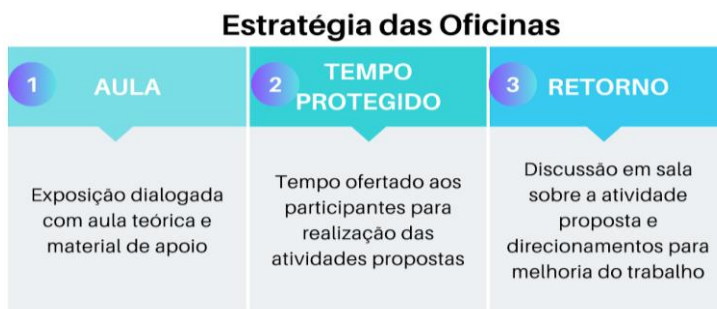 Estratégia das Oficinas
1
AULA
Exposição dialogada
com aula teórica e
material de apoio
2
TEMPO
PROTEGIDO
Tempo ofertado aos
participantes para
realização das
atividades propostas
3
RETORNO
Discussão em sala
sobre a atividade
proposta e
direcionamentos para
melhoria do trabalho